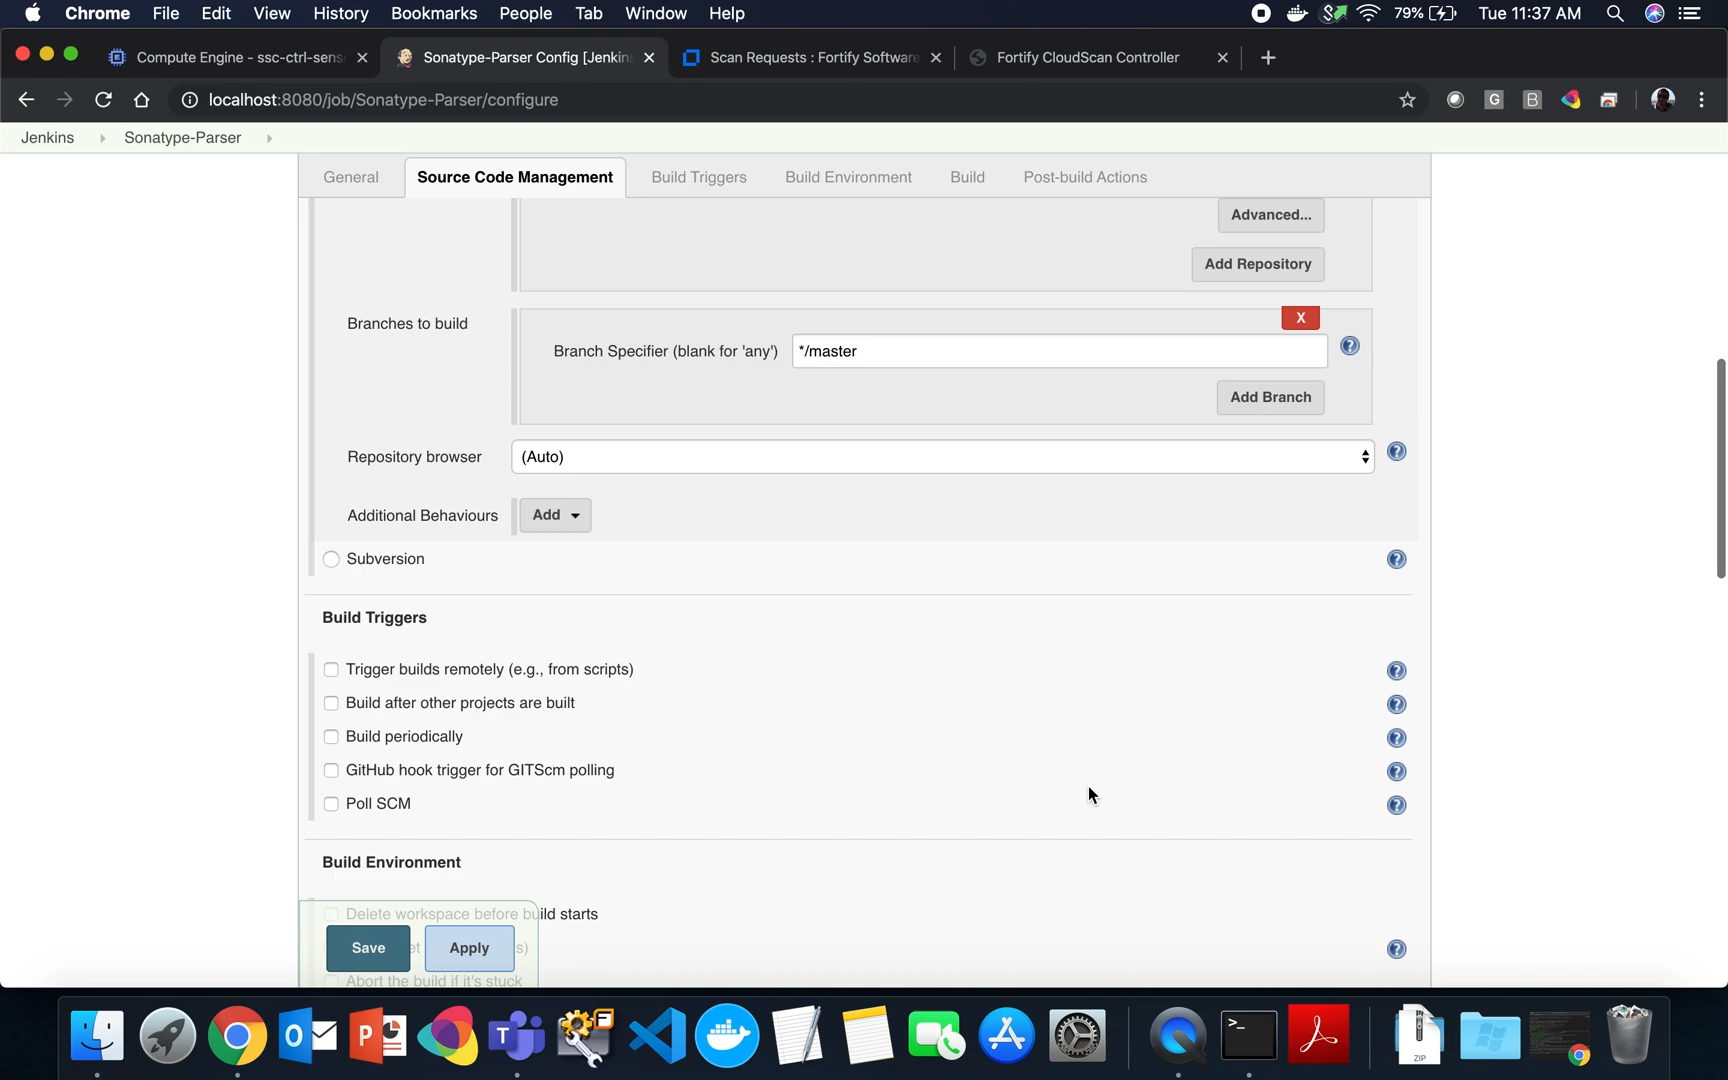 Chrome File Edit View History Bookmarks People Tab Window Help 79% Tue 11:37 AM
Compute Engine - ssc-ctrl-sens Sonatype-Parser Config [Jenkins Scan Requests : Fortify Software Fortify CloudScan Controller
localhost:8080/job/Sonatype-Parser/configure G B
Jenkins Sonatype-Parser
General Source Code Management Build Triggers Build Environment Build Post-build Actions
Advanced...
Add Repository
Branches to build
X
Branch Specifier (blank for 'any') */master
Add Branch
Repository browser (Auto)
Additional Behaviours Add
Subversion
Build Triggers
Trigger builds remotely (e.g., from scripts)
Build after other projects are built
Build periodically
GitHub hook trigger for GITScm polling
Poll SCM
Build Environment
Delete workspace before build starts
Save Apply s)
Abort the build if it's stuck
ZIP